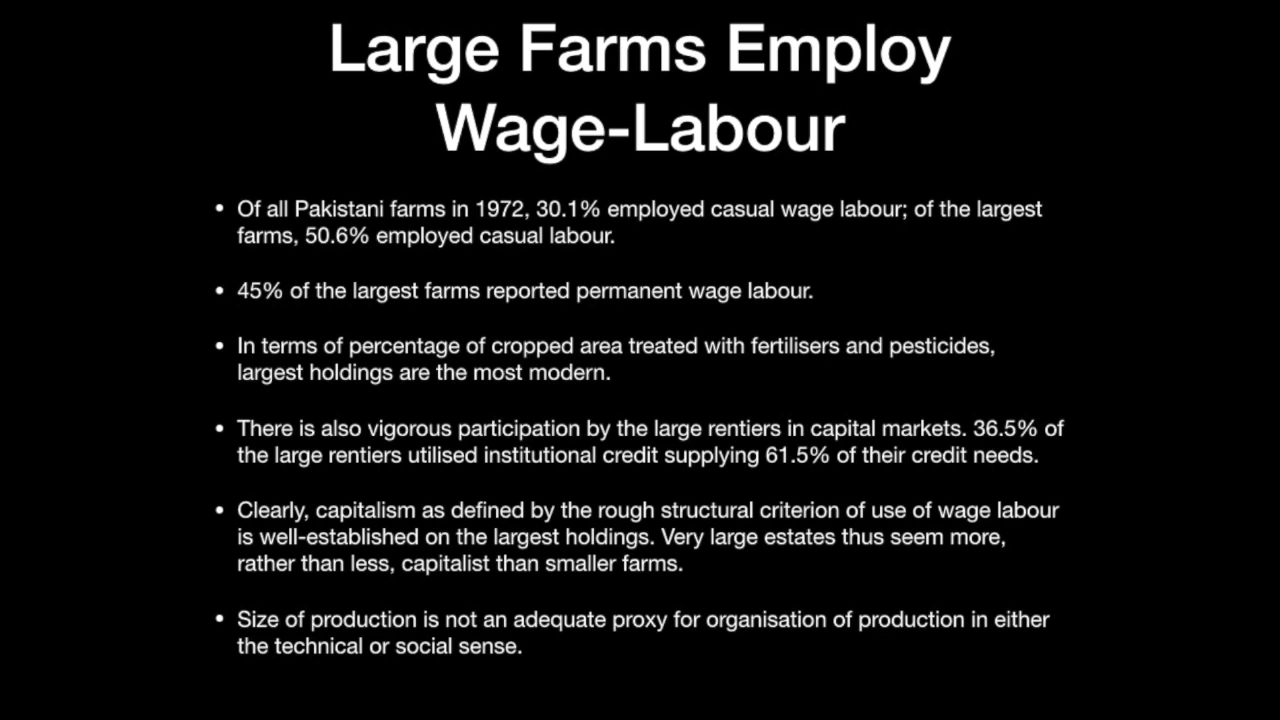 Large Farms Employ
Wage-Labour
• Of all Pakistani farms in 1972, 30.1% employed casual wage labour; of the largest
farms, 50.6% employed casual labour.
• 45% of the largest farms reported permanent wage labour.
• In terms of percentage of cropped area treated with fertilisers and pesticides,
largest holdings are the most modern.
• There is also vigorous participation by the large rentiers in capital markets. 36.5% of
the large rentiers utilised institutional credit supplying 61.5% of their credit needs.
• Clearly, capitalism as defined by the rough structural criterion of use of wage labour
is well-established on the largest holdings. Very large estates thus seem more,
rather than less, capitalist than smaller farms.
• Size of production is not an adequate proxy for organisation of production in either
the technical or social sense.